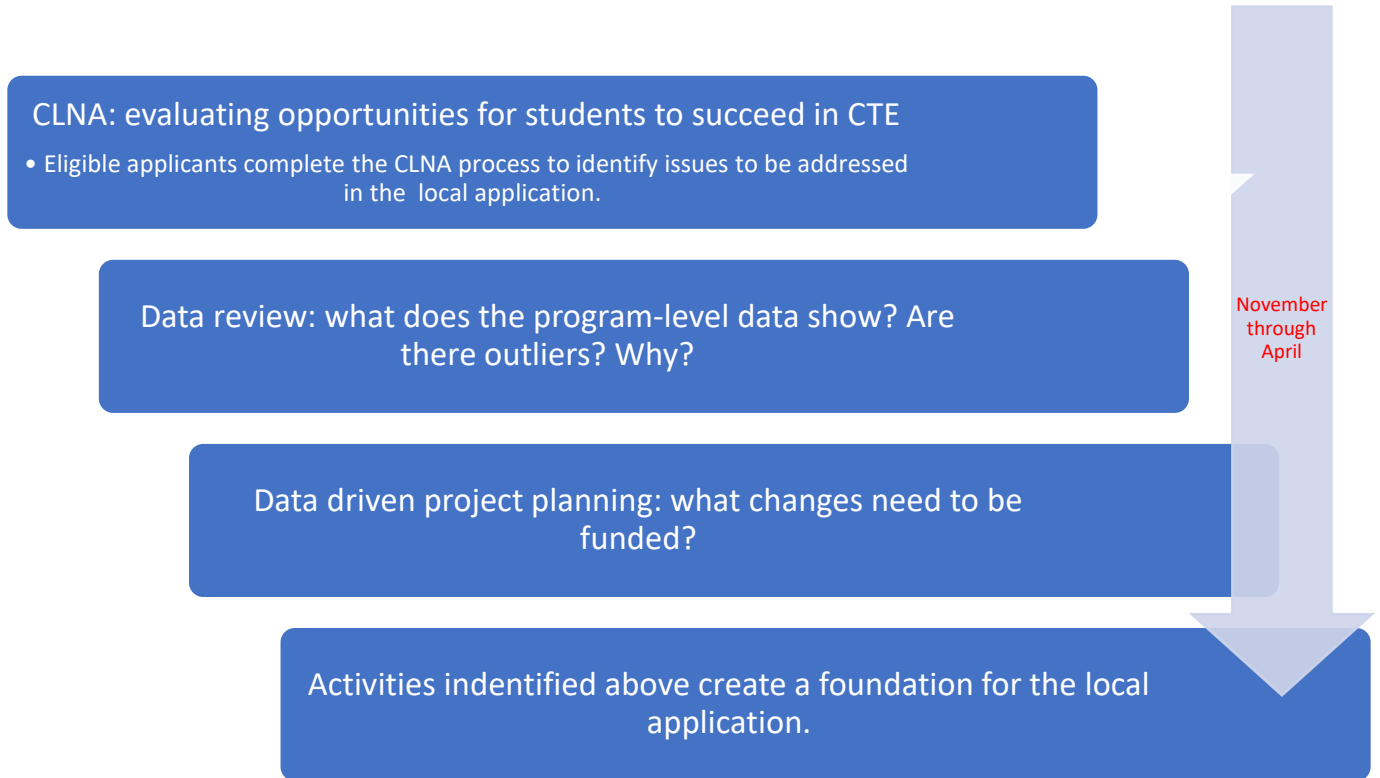 CLNA: evaluating opportunities for students to succeed in CTE
• Eligible applicants complete the CLNA process to identify issues to be addressed
in the local application.
Data review: what does the program-level data show? Are
there outliers? Why?
November
through
April
Data driven project planning: what changes need to be
funded?
Activities indentified above create a foundation for the local
application.